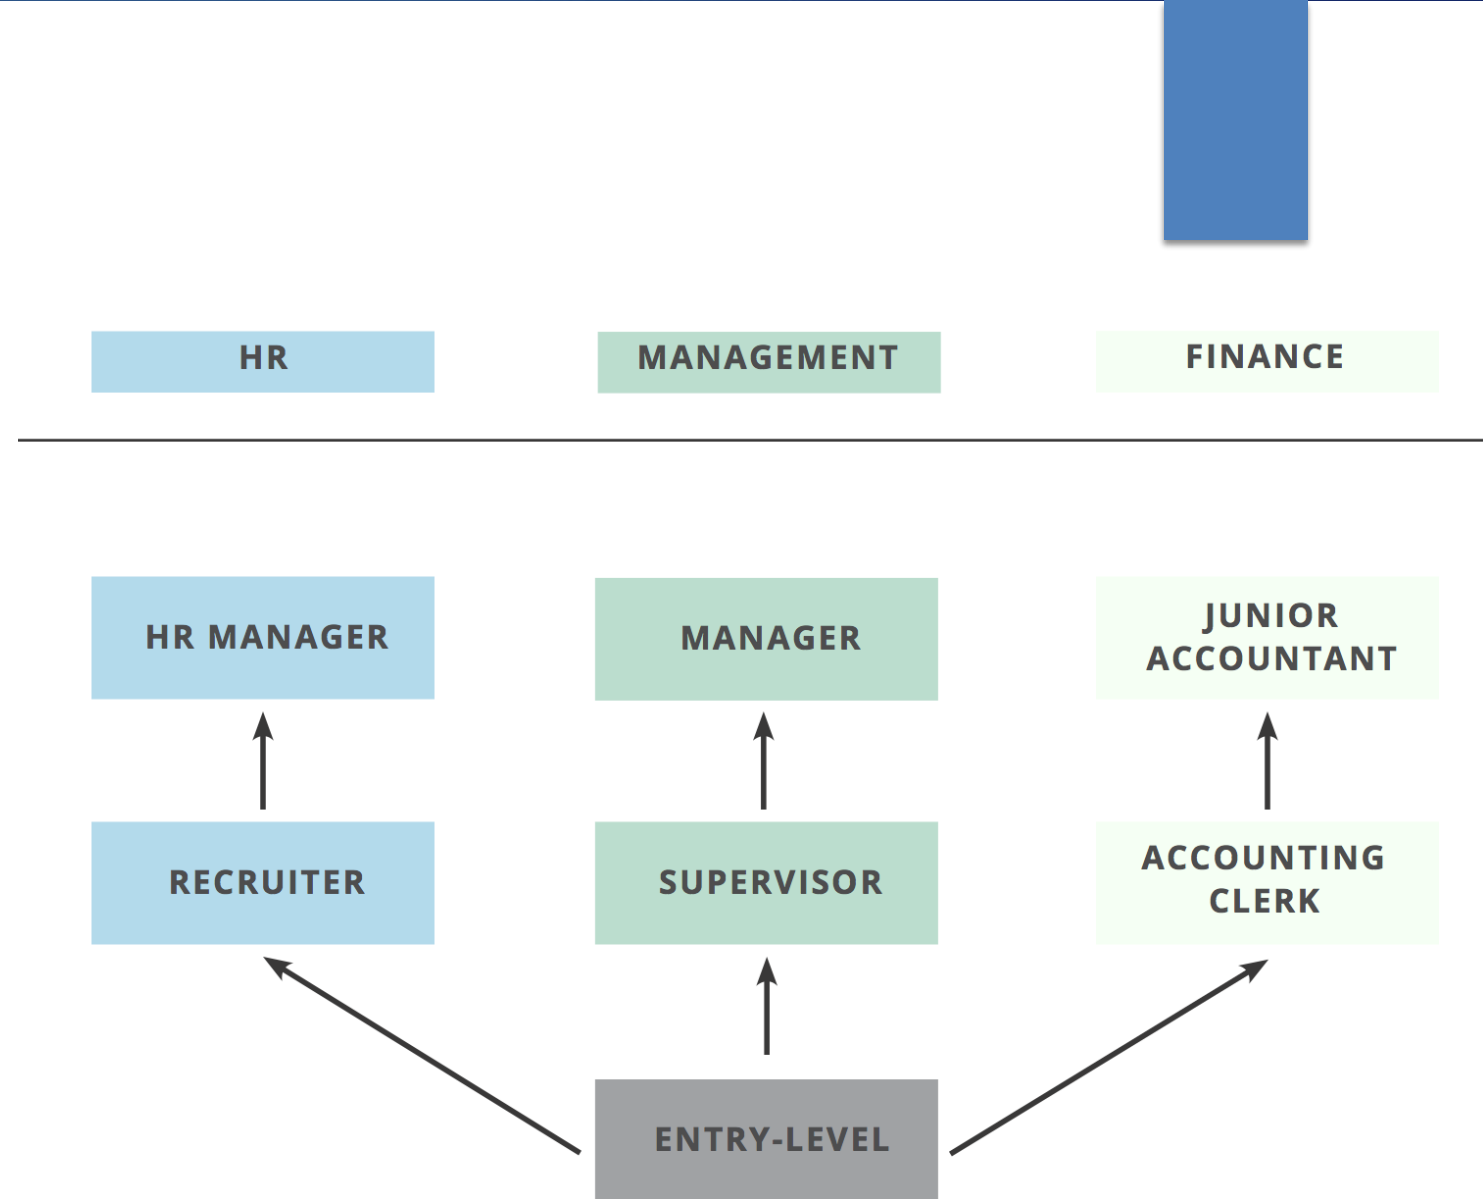 HR
MANAGEMENT
FINANCE
HR MANAGER
MANAGER
JUNIOR
ACCOUNTANT
RECRUITER
SUPERVISOR
ACCOUNTING
CLERK
ENTRY-LEVEL